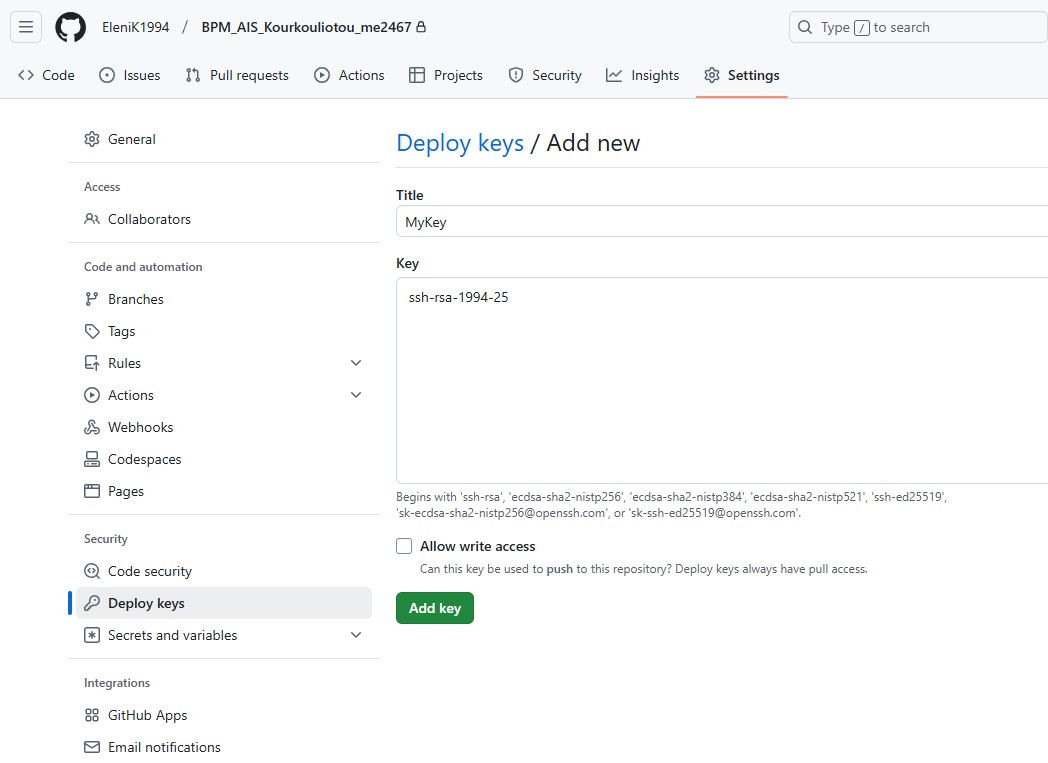 EleniK1994 / BPM_AIS_Kourkouliotou_me2467
Type / to search
Code Issues Pull requests Actions Projects Security Insights Settings
General
Access
Collaborators
Code and automation
Branches
Tags
Rules
Actions
Webhooks
Codespaces
Pages
Security
Code security
Deploy keys
Secrets and variables
Integrations
GitHub Apps
Email notifications
Deploy keys / Add new
Title
MyKey
Key
ssh-rsa-1994-25
Begins with 'ssh-rsa', 'ecdsa-sha2-nistp256', 'ecdsa-sha2-nistp384', 'ecdsa-sha2-nistp521', 'ssh-ed25519',
'sk-ecdsa-sha2-nistp256@openssh.com', or 'sk-ssh-ed25519@openssh.com'.
Allow write access
Can this key be used to push to this repository? Deploy keys always have pull access.
Add key